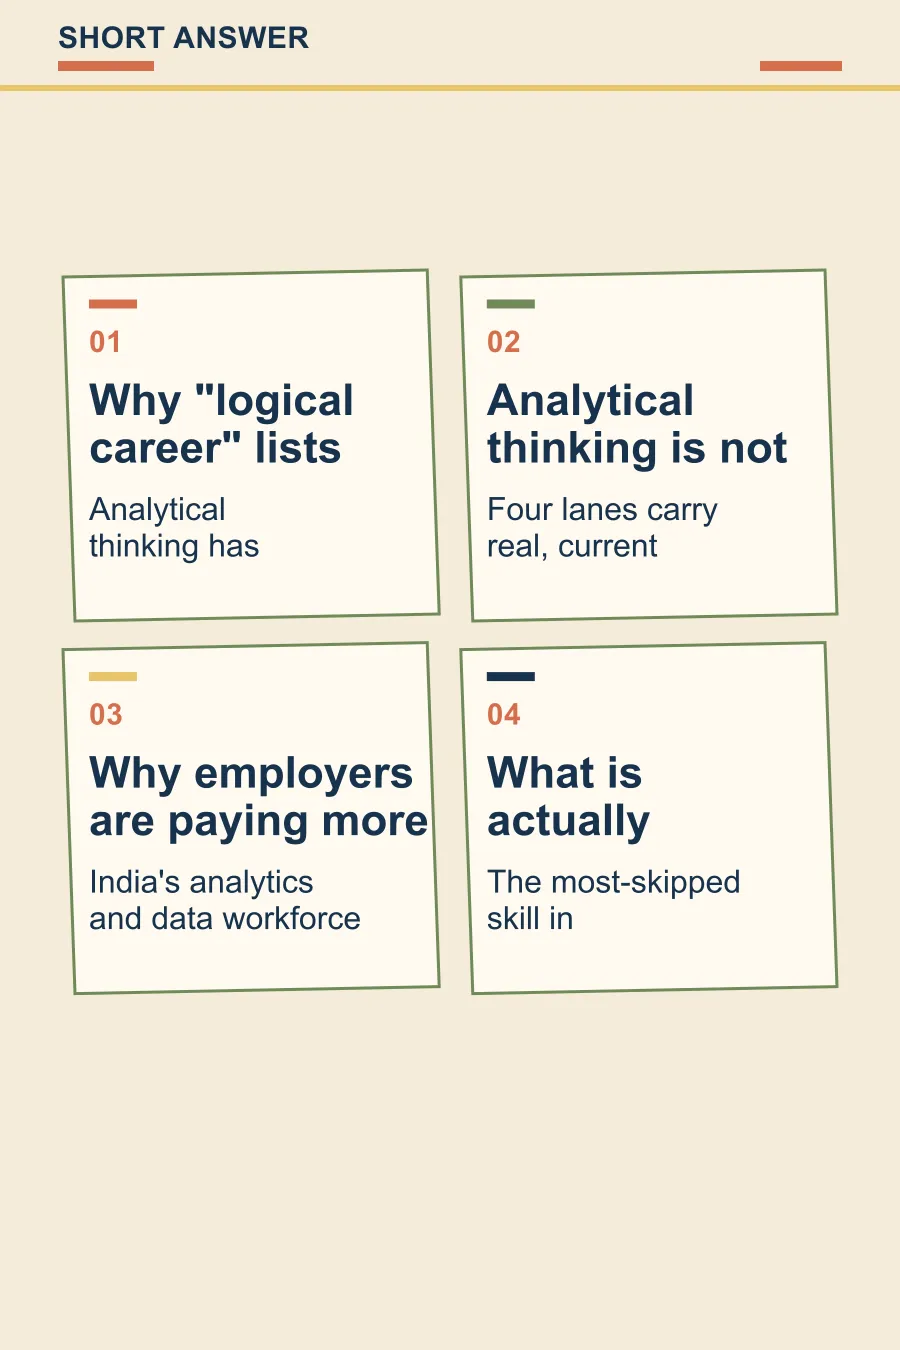 SHORT ANSWER
01
Why "logical
career" lists
Analytical
thinking has
02
Analytical
thinking is not
Four lanes carry
real, current
03
Why employers
are paying more
India's analytics
and data workforce
04
What is
actually
The most-skipped
skill in